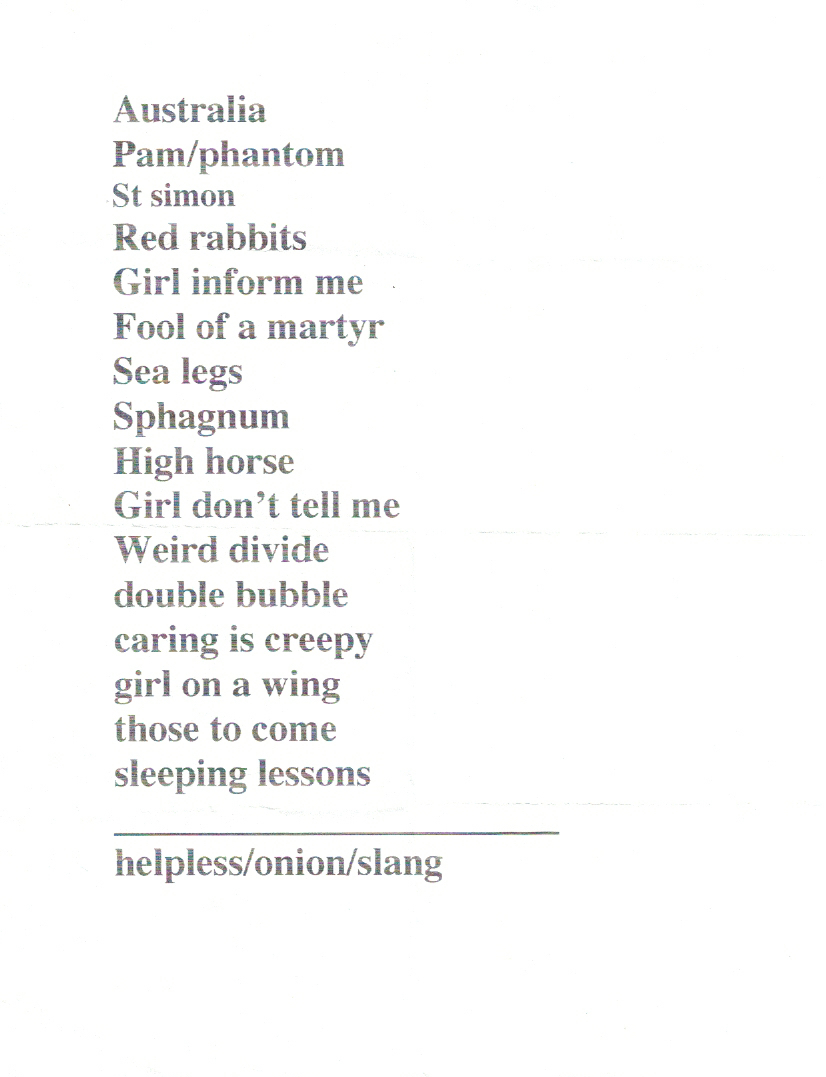 Australia
Pam/phantom
St simon
Red rabbits
Girl inform me
Fool of a martyr
Sea legs
Sphagnum
High horse
Girl don’t tell me
Weird divide
double bubble
caring is creepy
girl on a wing
those to come
sleeping lessons
helpless/onion/slang